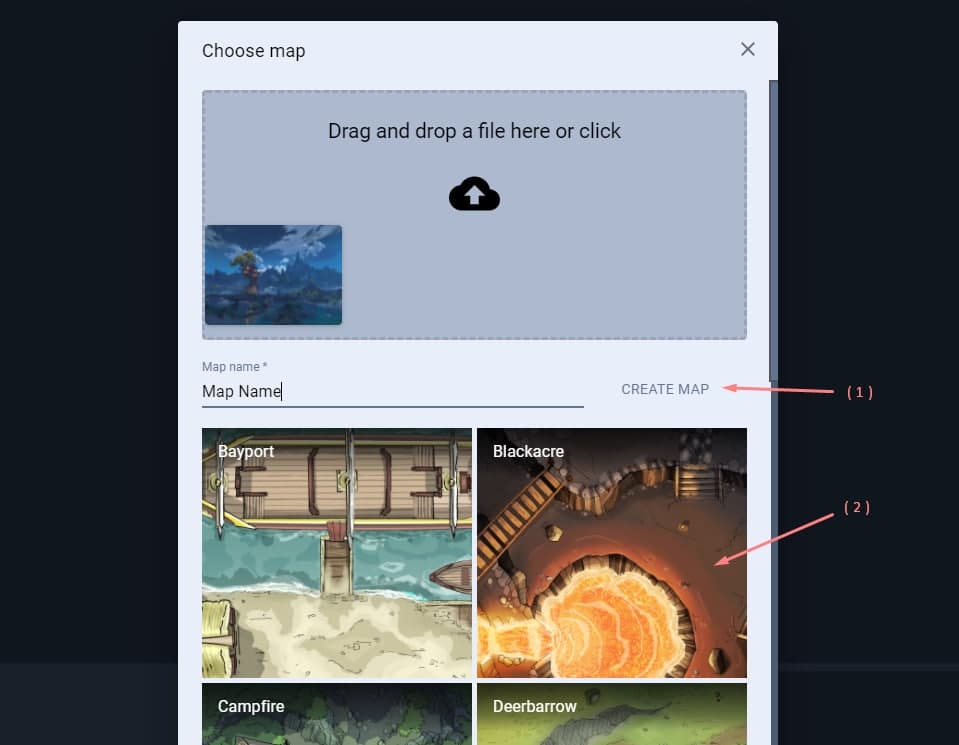 Choose map
Drag and drop a file here or click
Map name *
Map Name
CREATE MAP
( 1 )
Bayport
Blackacre
( 2 )
Campfire
Deerbarrow